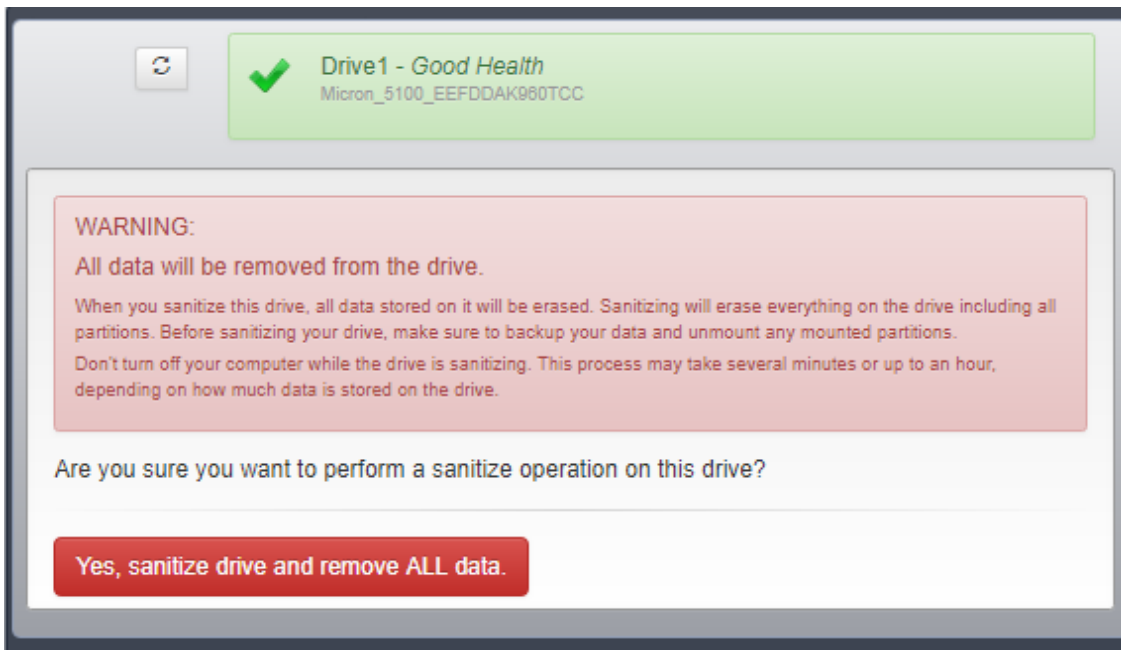 Drive1 - Good Health
Micron_5100_EEFDDAK960TCC
WARNING:
All data will be removed from the drive.
When you sanitize this drive, all data stored on it will be erased. Sanitizing will erase everything on the drive including all
partitions. Before sanitizing your drive, make sure to backup your data and unmount any mounted partitions.
Don't turn off your computer while the drive is sanitizing. This process may take several minutes or up to an hour,
depending on how much data is stored on the drive.
Are you sure you want to perform a sanitize operation on this drive?
Yes, sanitize drive and remove ALL data.